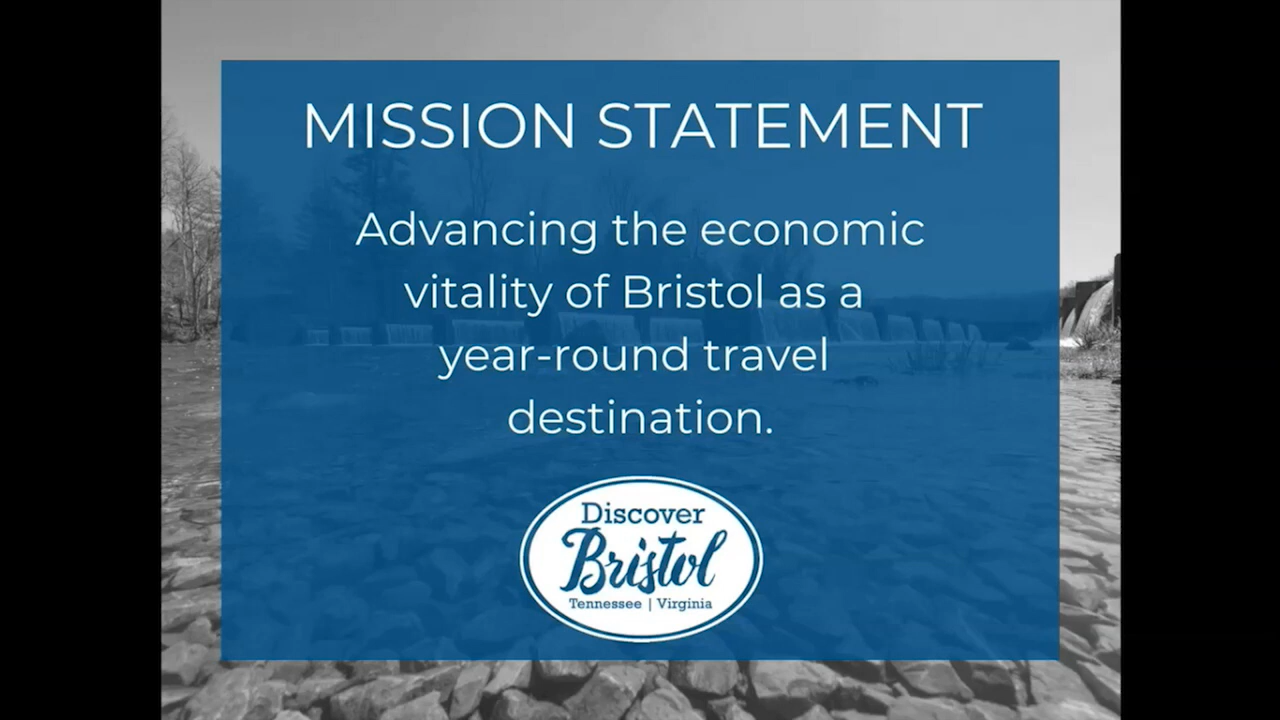 MISSION STATEMENT
Advancing the economic
vitality of Bristol as a
year-round travel
destination.
Discover
Bristol
Tennessee | Virginia